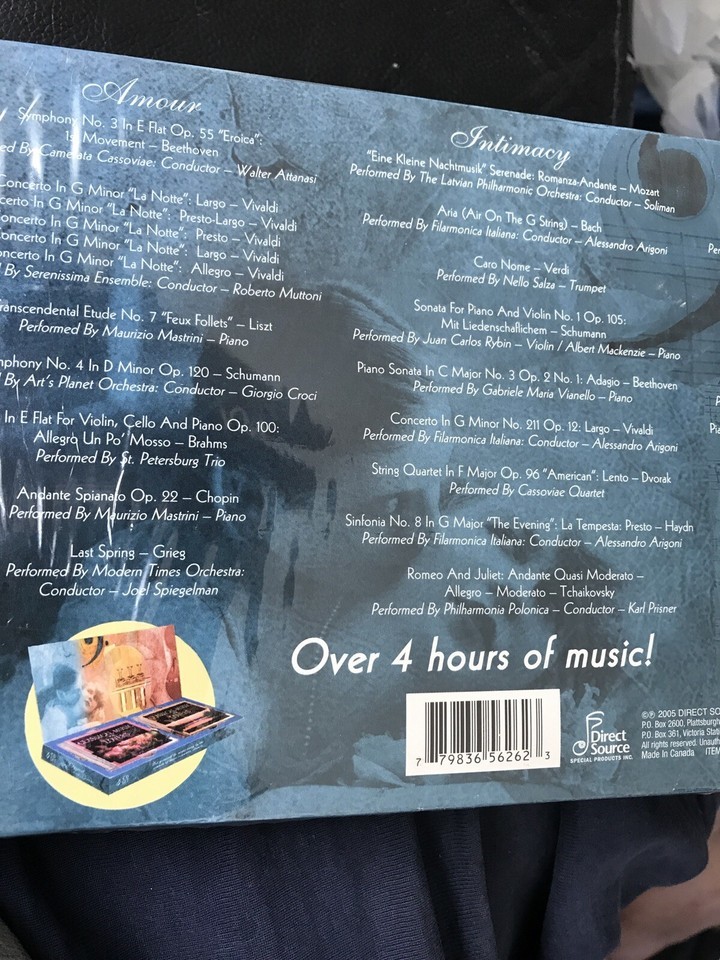 Amour
Symphony No. 3 In E Flat Op. 55 "Eroica":
1st Movement – Beethoven
By Camerata Cassoviae: Conductor – Walter Attanasi
Concerto In G Minor "La Notte": Largo – Vivaldi
In G Minor "La Notte": Presto-Largo – Vivaldi
In G Minor "La Notte": Presto – Vivaldi
In G Minor "La Notte": Largo – Vivaldi
In G Minor "La Notte": Allegro – Vivaldi
By Serenissima Ensemble: Conductor – Roberto Muttoni
Transcendental Etude No. 7 "Feux Follets" – Liszt
Performed By Maurizio Mastrini – Piano
No. 4 In D Minor Op. 120 – Schumann
By Art's Planet Orchestra: Conductor – Giorgio Croci
In E Flat For Violin, Cello And Piano Op. 100:
Allegro Un Po' Mosso – Brahms
Performed By St. Petersburg Trio
Andante Spianato Op. 22 – Chopin
Performed By Maurizio Mastrini – Piano
Last Spring – Grieg
Performed By Modern Times Orchestra:
Conductor – Joel Spiegelman
Intimacy
"Eine Kleine Nachtmusik" Serenade: Romanza-Andante – Mozart
Performed By The Latvian Philharmonic Orchestra: Conductor – Soliman
Aria (Air On The G String) – Bach
Performed By Filarmonica Italiana: Conductor – Alessandro Arigoni
Caro Nome – Verdi
Performed By Nello Salza – Trumpet
Sonata For Piano And Violin No. 1 Op. 105:
Mit Liedenschaflichem – Schumann
Performed By Juan Carlos Rybin – Violin / Albert Mackenzie – Piano
Piano Sonata In C Major No. 3 Op. 2 No. 1: Adagio – Beethoven
Performed By Gabriele Maria Vianello – Piano
Concerto In G Minor No. 211 Op. 12: Largo – Vivaldi
Performed By Filarmonica Italiana: Conductor – Alessandro Arigoni
String Quartet In F Major Op. 96 "American": Lento – Dvorak
Performed By Cassoviae Quartet
Sinfonia No. 8 In G Major "The Evening": La Tempesta: Presto – Haydn
Performed By Filarmonica Italiana: Conductor – Alessandro Arigoni
Romeo And Juliet: Andante Quasi Moderato –
Allegro – Moderato – Tchaikovsky
Performed By Philharmonia Polonica – Conductor – Karl Prisner
Over 4 hours of music!
7 79836 56262 3
Direct
Source
SPECIAL PRODUCTS INC.
©℗ 2005 DIRECT
P.O. Box 2600, Plattsburgh
P.O. Box 361, Victoria
All rights reserved.
Made In Canada ITEM